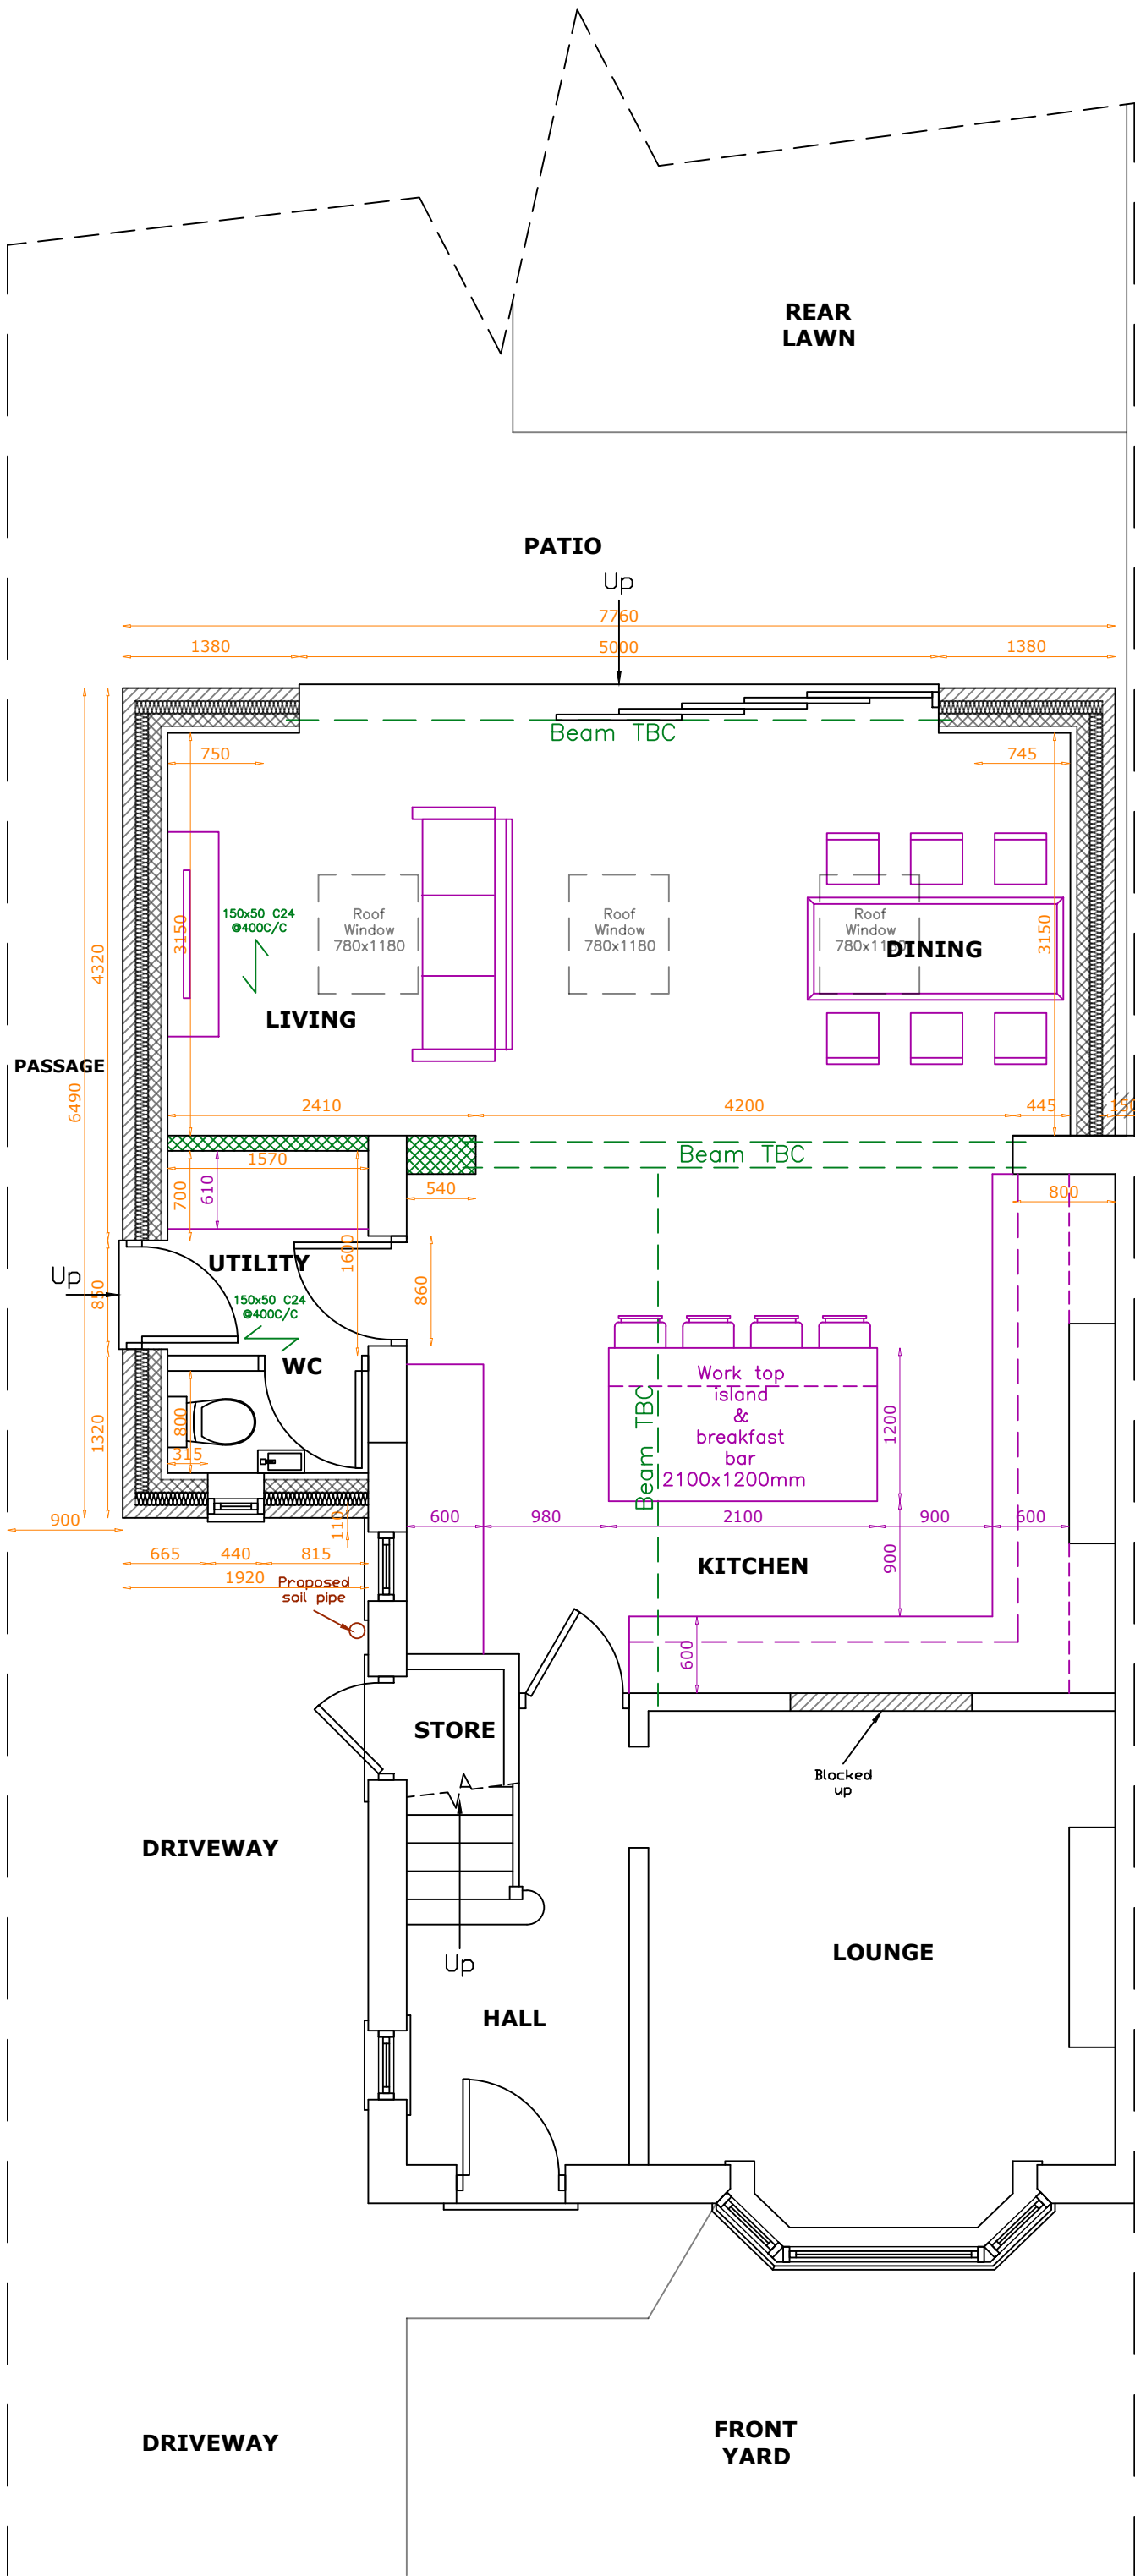 REAR
LAWN
PATIO
Up
7760
1380
5000
1380
Beam TBC
750
745
150x50 C24
@400C/C
3150
Roof
Window
780x1180
Roof
Window
780x1180
Roof
Window
780x1180
DINING
3150
4320
LIVING
PASSAGE
6490
2410
4200
445
150
Beam TBC
1570
700
610
540
800
1600
UTILITY
Up
850
860
150x50 C24
@400C/C
WC
Work top
island
&
breakfast
bar
2100x1200mm
Beam TBC
1200
1320
800
315
900
110
600
980
2100
900
600
665
440
815
1920
KITCHEN
900
Proposed
soil pipe
600
STORE
Blocked
up
DRIVEWAY
LOUNGE
Up
HALL
DRIVEWAY
FRONT
YARD